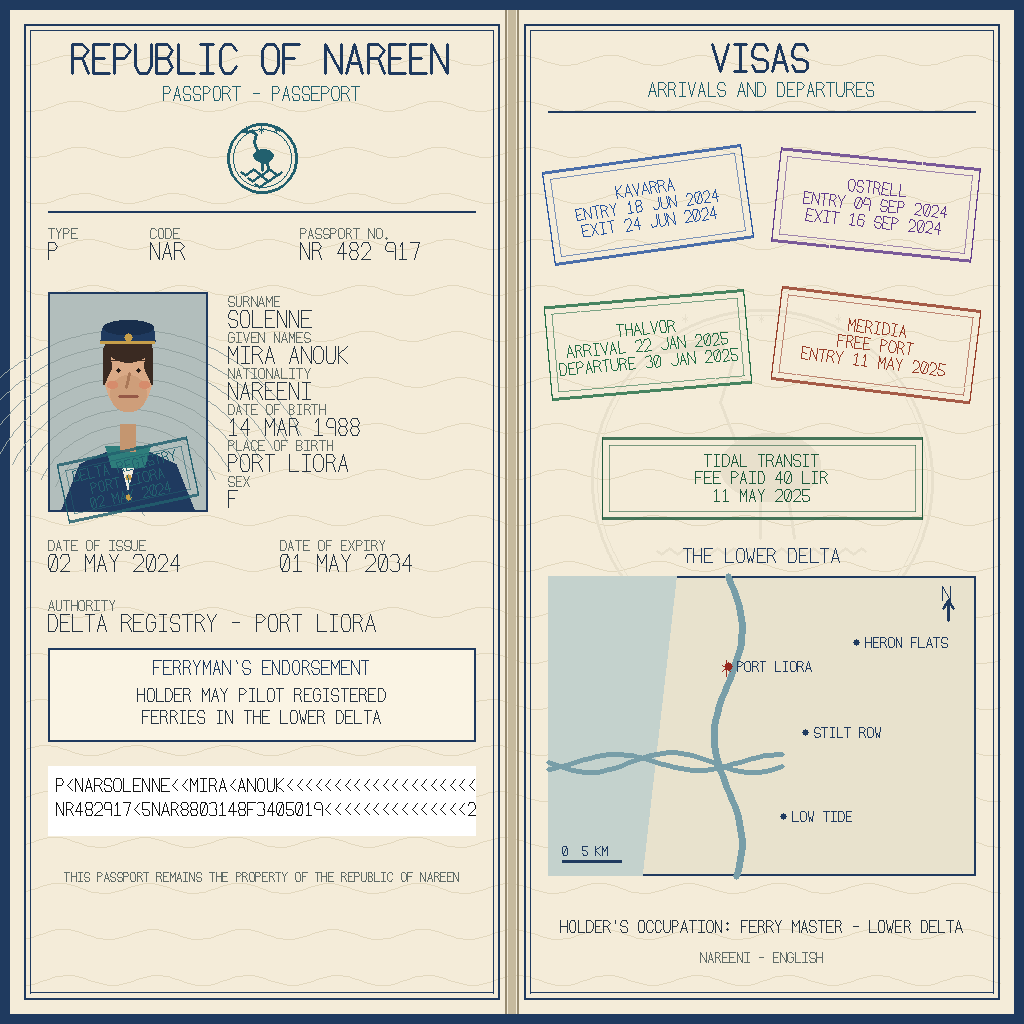 REPUBLIC OF NAREEN
PASSPORT - PASSEPORT
TYPE CODE PASSPORT NO.
P NAR NR 482 917
SURNAME
SOLENNE
GIVEN NAMES
MIRA ANOUK
NATIONALITY
NAREENI
DATE OF BIRTH
14 MAR 1988
PLACE OF BIRTH
PORT LIORA
SEX
F
DELTA REGISTRY
PORT LIORA
02 MAY 2024
DATE OF ISSUE DATE OF EXPIRY
02 MAY 2024 01 MAY 2034
AUTHORITY
DELTA REGISTRY - PORT LIORA
FERRYMAN'S ENDORSEMENT
HOLDER MAY PILOT REGISTERED
FERRIES IN THE LOWER DELTA
P<NARSOLENNE<<MIRA<ANOUK<<<<<<<<<<<<<<<<<<<<
NR482917<5NAR8803148F3405019<<<<<<<<<<<<<<<2
THIS PASSPORT REMAINS THE PROPERTY OF THE REPUBLIC OF NAREEN
VISAS
ARRIVALS AND DEPARTURES
KAVARRA
ENTRY 18 JUN 2024
EXIT 24 JUN 2024
OSTRELL
ENTRY 09 SEP 2024
EXIT 16 SEP 2024
THALVOR
ARRIVAL 22 JAN 2025
DEPARTURE 30 JAN 2025
MERIDIA
FREE PORT
ENTRY 11 MAY 2025
TIDAL TRANSIT
FEE PAID 40 LIR
11 MAY 2025
THE LOWER DELTA
N
HERON FLATS
PORT LIORA
STILT ROW
LOW TIDE
0 5 KM
HOLDER'S OCCUPATION: FERRY MASTER - LOWER DELTA
NAREENI - ENGLISH